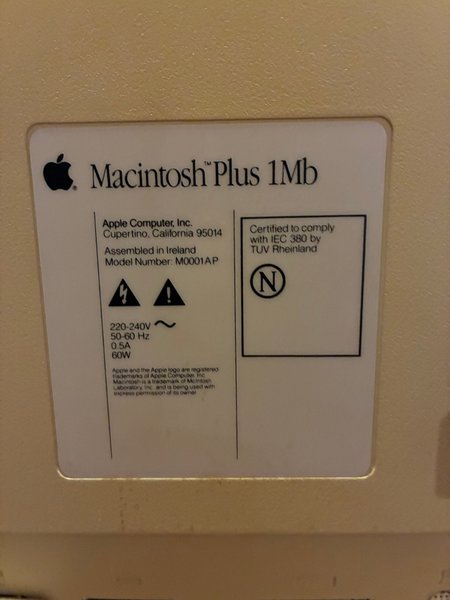 Macintosh™ Plus 1Mb
Apple Computer, Inc.
Cupertino, California 95014
Assembled in Ireland
Model Number: M0001AP
220-240V ~
50-60 Hz
0.5A
60W
Apple and the Apple logo are registered
trademarks of Apple Computer, Inc.
Macintosh is a trademark of McIntosh
Laboratory, Inc. and is being used with
express permission of its owner.
Certified to comply
with IEC 380 by
TUV Rheinland
N